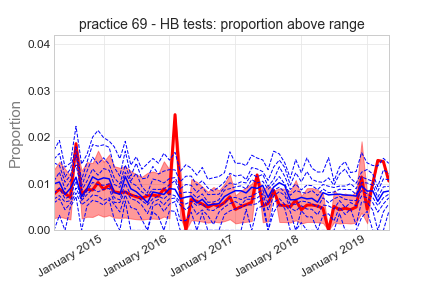 practice 69 - HB tests: proportion above range
0.04
0.03
0.02
0.01
0.00
Proportion
January 2015
January 2016
January 2017
January 2018
January 2019